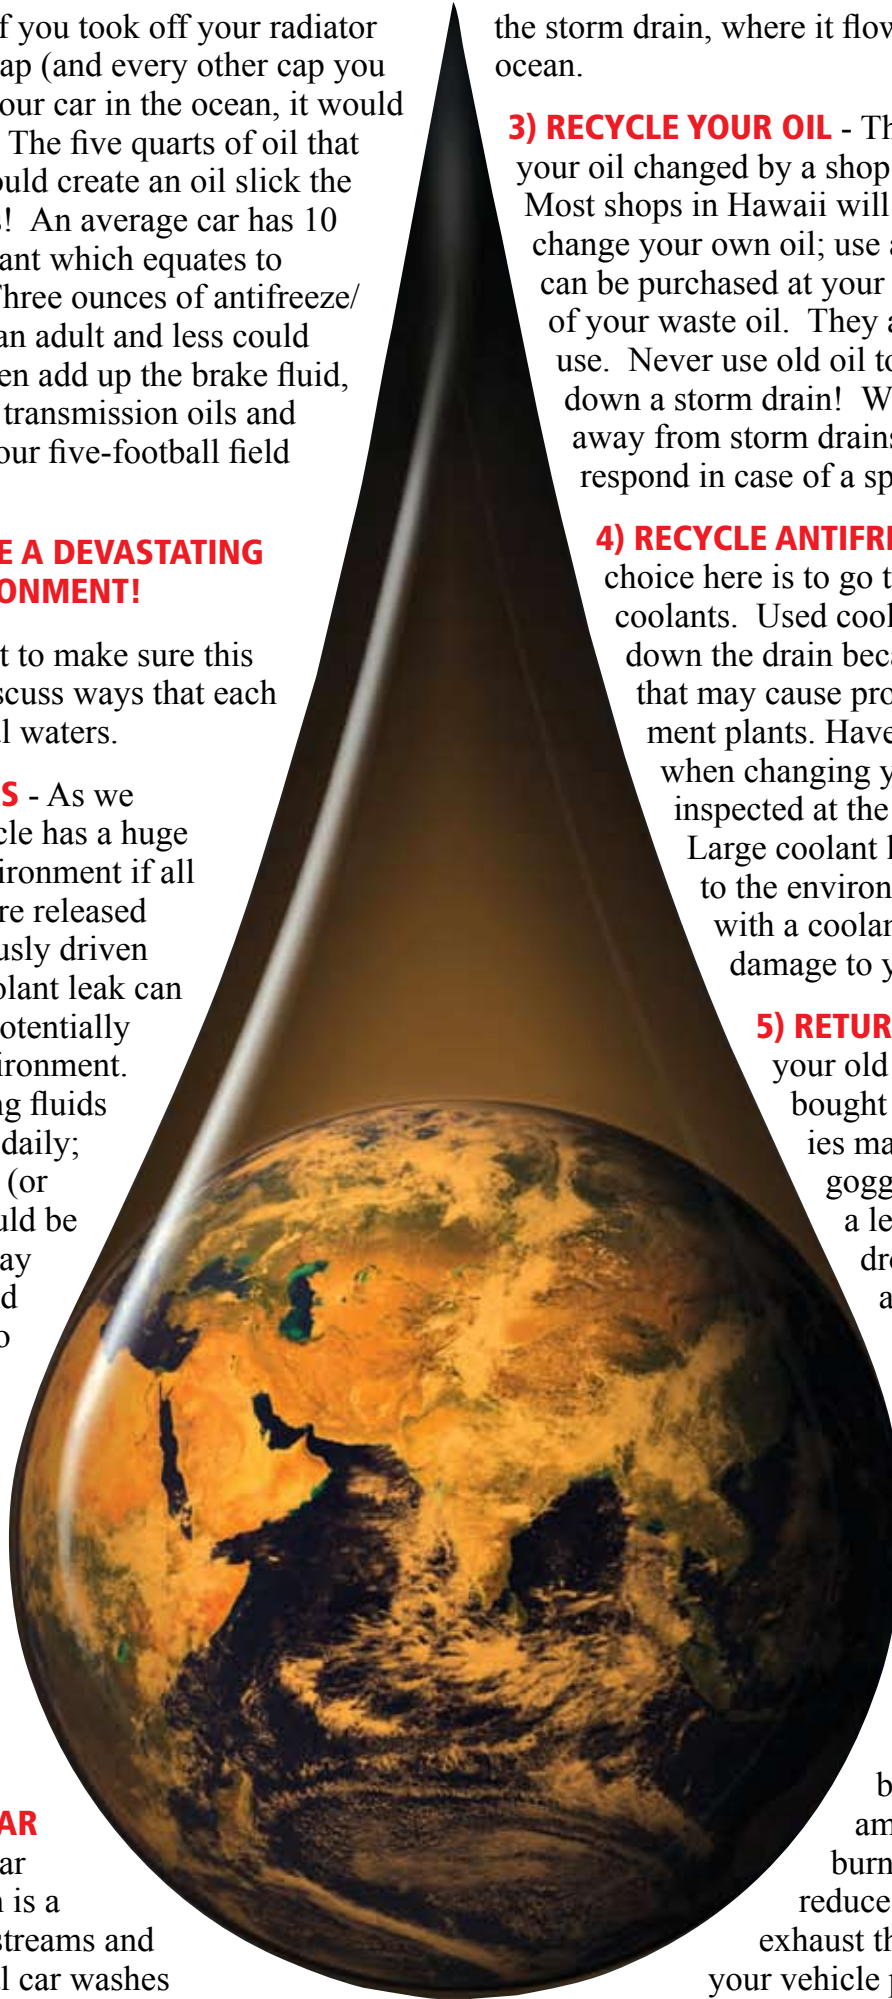 f you took off your radiator
ap (and every other cap you
our car in the ocean, it would
The five quarts of oil that
ould create an oil slick the
s! An average car has 10
ant which equates to
Three ounces of antifreeze/
an adult and less could
en add up the brake fluid,
transmission oils and
our five-football field
E A DEVASTATING
ONMENT!
t to make sure this
scuss ways that each
al waters.
S - As we
cle has a huge
ironment if all
re released
usly driven
olant leak can
otentially
ironment.
ng fluids
daily;
(or
uld be
ay
d
o
AR
ar
n is a
streams and
al car washes
the storm drain, where it flow
ocean.
3) RECYCLE YOUR OIL - Th
your oil changed by a shop
Most shops in Hawaii will
change your own oil; use a
can be purchased at your
of your waste oil. They a
use. Never use old oil to
down a storm drain! W
away from storm drains
respond in case of a sp
4) RECYCLE ANTIFRE
choice here is to go t
coolants. Used cool
down the drain beca
that may cause pro
ment plants. Have
when changing y
inspected at the
Large coolant l
to the environ
with a coolan
damage to y
5) RETUR
your old
bought
ies ma
gogg
a le
dro
a
b
am
burn
reduce
exhaust th
your vehicle p